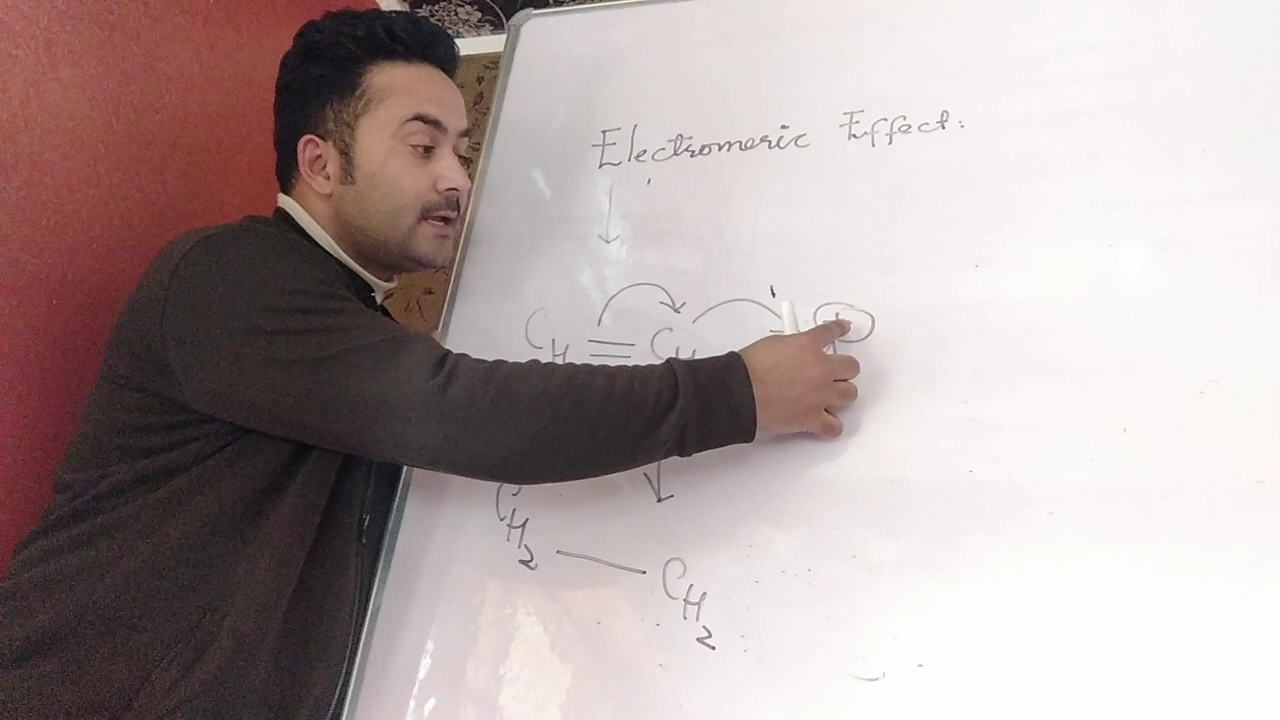 Electromeric Effect:
CH = CH
CH2 — CH2